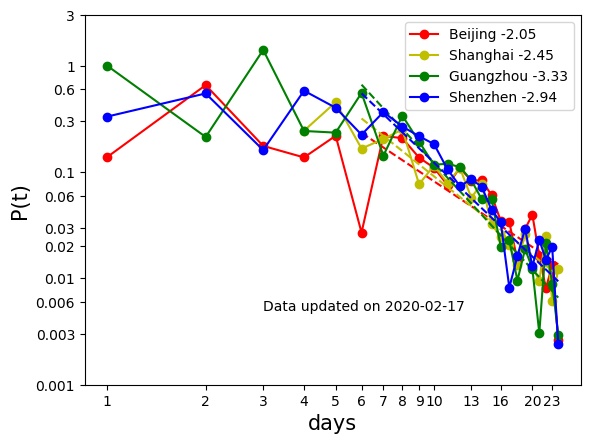 3
1
0.6
0.3
0.1
0.06
0.03
0.02
0.01
0.006
0.003
0.001
P(t)
Beijing -2.05
Shanghai -2.45
Guangzhou -3.33
Shenzhen -2.94
Data updated on 2020-02-17
1 2 3 4 5 6 7 8 9 10 13 16 20 23
days